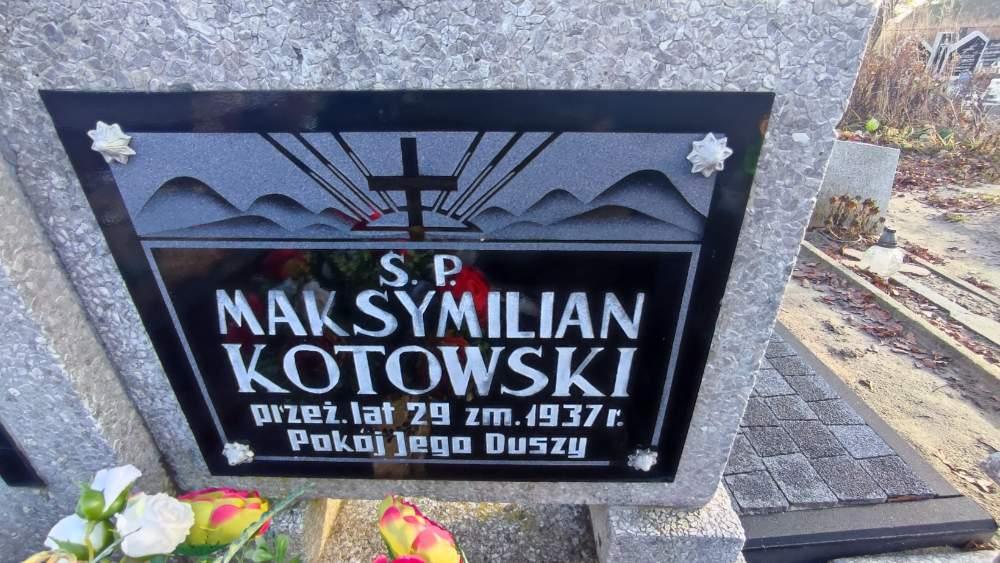 Ś. P.
MAKSYMILIAN
KOTOWSKI
przeż. lat 29 zm. 1937 r.
Pokój Jego Duszy